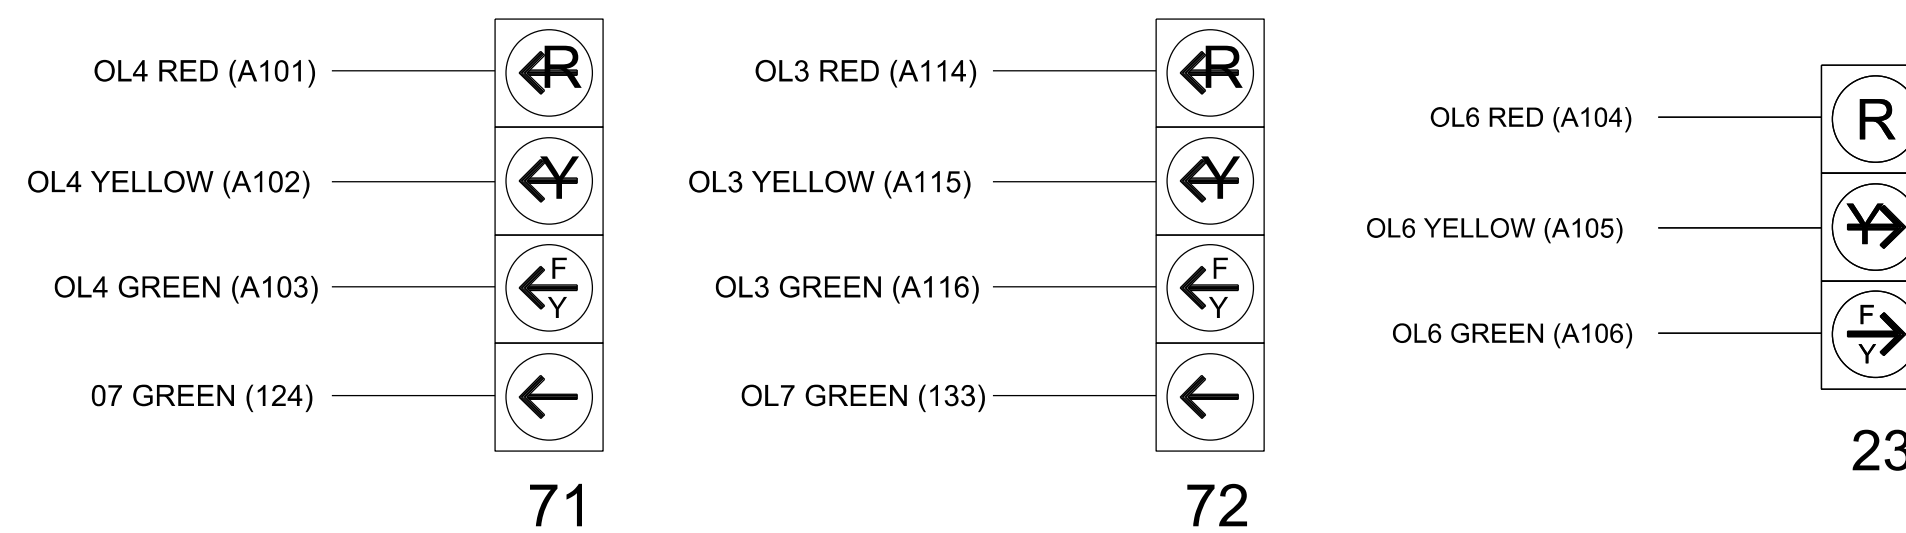 OL4 RED (A101)
R
OL4 YELLOW (A102)
Y
OL4 GREEN (A103)
F
Y
07 GREEN (124)
71
OL3 RED (A114)
R
OL3 YELLOW (A115)
Y
OL3 GREEN (A116)
F
Y
OL7 GREEN (133)
72
OL6 RED (A104)
R
OL6 YELLOW (A105)
Y
OL6 GREEN (A106)
F
Y
23